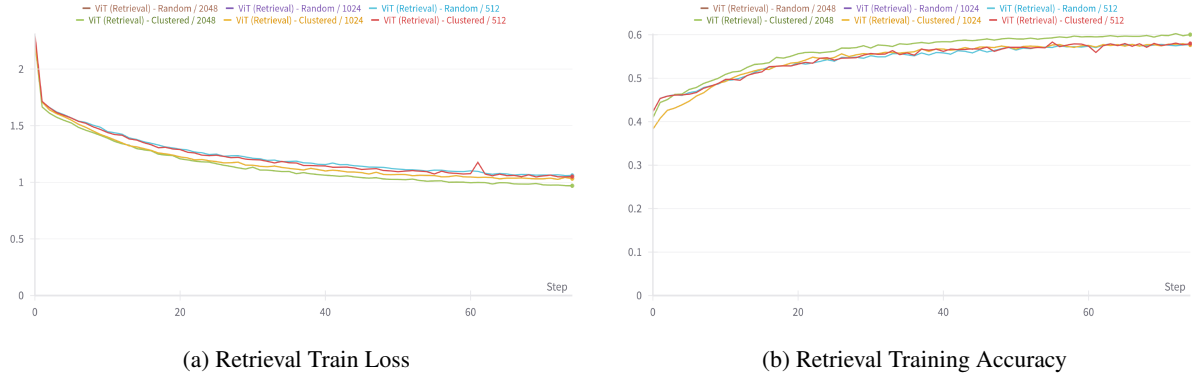 ViT (Retrieval) - Random / 2048 ViT (Retrieval) - Random / 1024 ViT (Retrieval) - Random / 512
ViT (Retrieval) - Clustered / 2048 ViT (Retrieval) - Clustered / 1024 ViT (Retrieval) - Clustered / 512
2
1.5
1
0.5
0
Step
0 20 40 60
(a) Retrieval Train Loss
ViT (Retrieval) - Random / 2048 ViT (Retrieval) - Random / 1024 ViT (Retrieval) - Random / 512
ViT (Retrieval) - Clustered / 2048 ViT (Retrieval) - Clustered / 1024 ViT (Retrieval) - Clustered / 512
0.6
0.5
0.4
0.3
0.2
0.1
0
Step
0 20 40 60
(b) Retrieval Training Accuracy